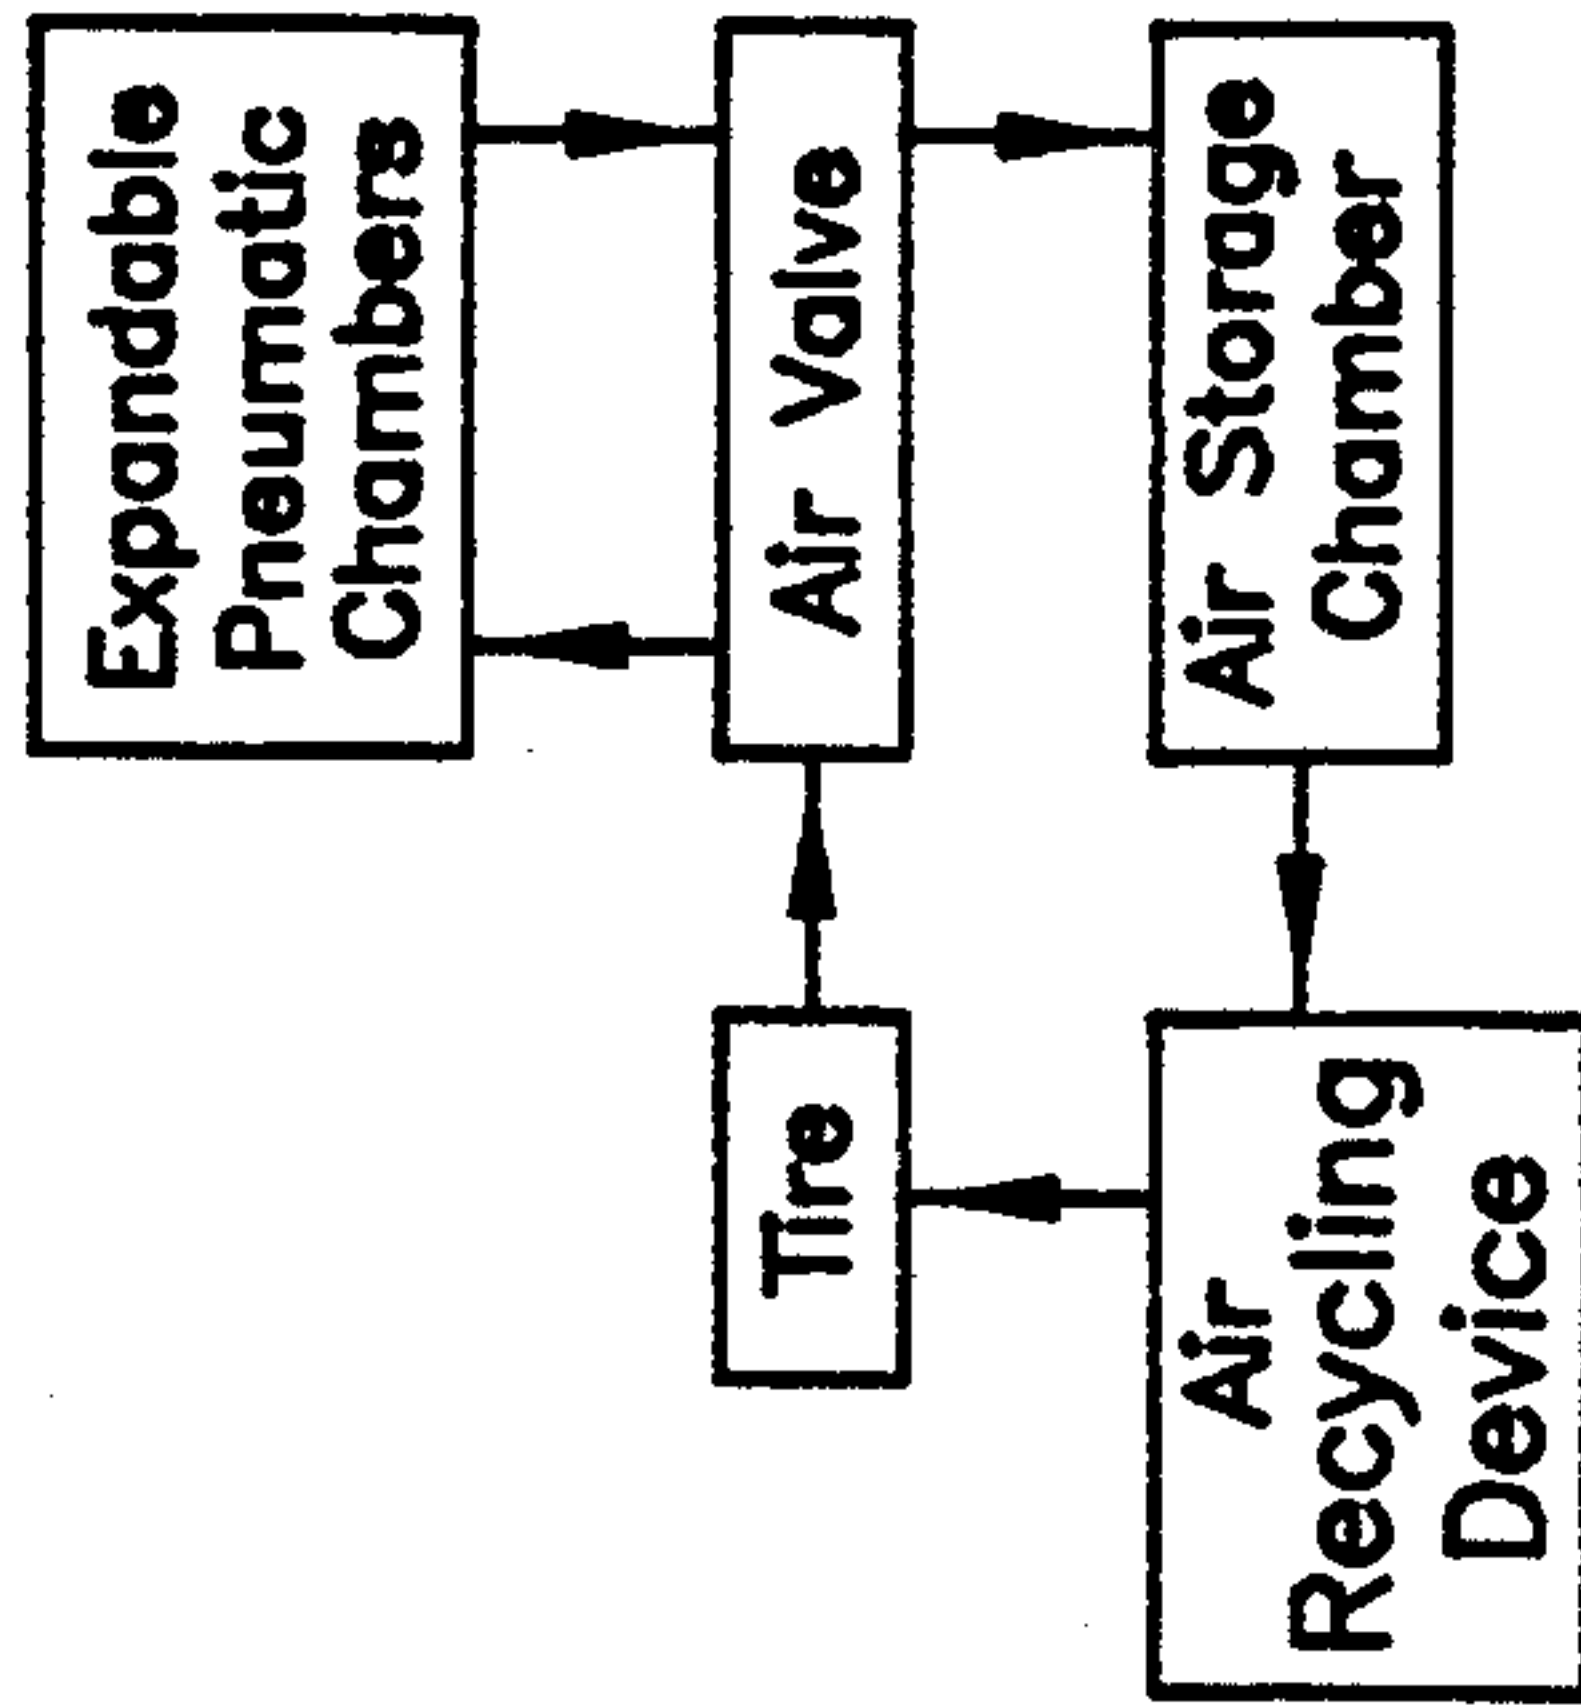 Expandable
Pneumatic
Chambers
Air Valve
Air Storage
Chamber
Tire
Air
Recycling
Device